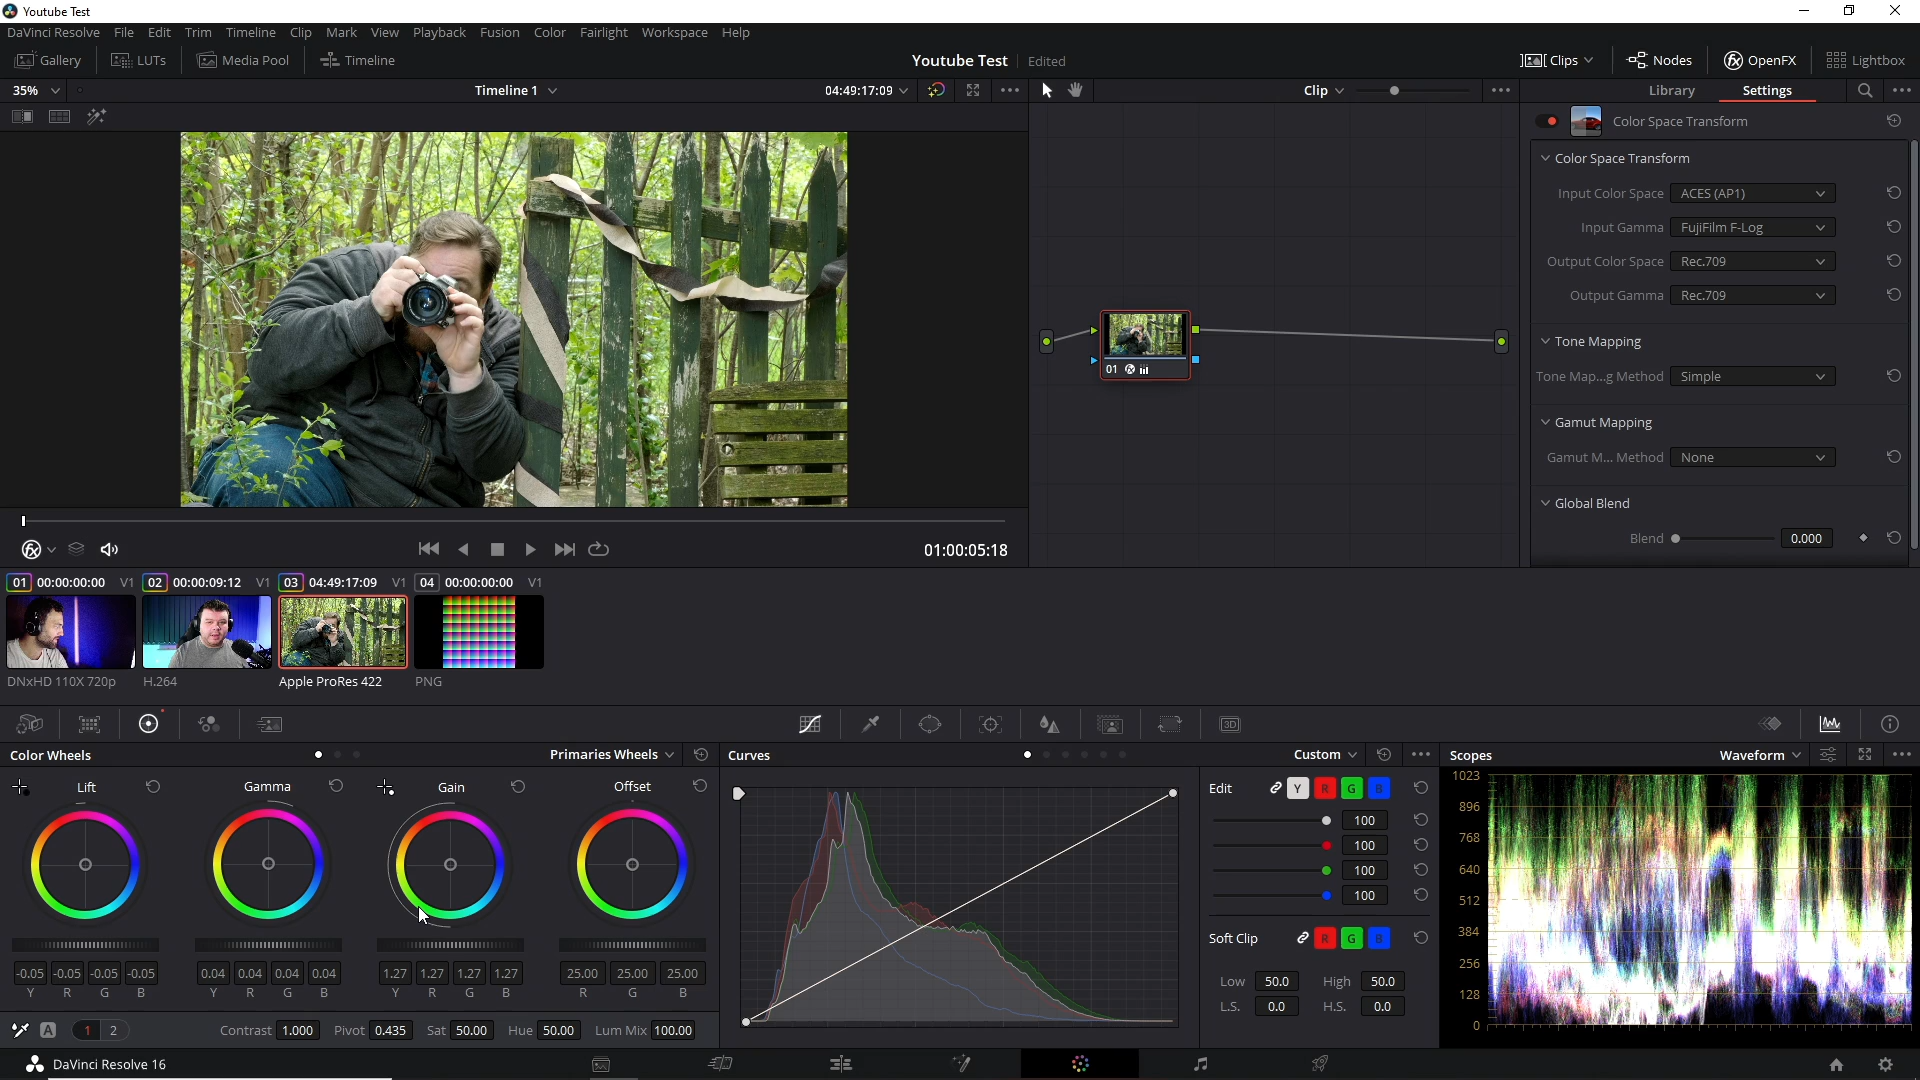 Youtube Test
DaVinci Resolve File Edit Trim Timeline Clip Mark View Playback Fusion Color Fairlight Workspace Help
Gallery LUTs Media Pool Timeline Youtube Test Edited Clips Nodes OpenFX Lightbox
35% Timeline 1 04:49:17:09 Clip Library Settings
Color Space Transform
Color Space Transform
Input Color Space ACES (AP1)
Input Gamma FujiFilm F-Log
Output Color Space Rec.709
Output Gamma Rec.709
Tone Mapping
Tone Map...g Method Simple
Gamut Mapping
Gamut M... Method None
Global Blend
Blend 0.000
01
01:00:05:18
01 00:00:00:00 V1 02 00:00:09:12 V1 03 04:49:17:09 V1 04 00:00:00:00 V1
DNxHD 110X 720p H.264 Apple ProRes 422 PNG
3D
Color Wheels Primaries Wheels Curves Custom Scopes Waveform
Lift Gamma Gain Offset
-0.05 -0.05 -0.05 -0.05 0.04 0.04 0.04 0.04 1.27 1.27 1.27 1.27 25.00 25.00 25.00
Y R G B Y R G B Y R G B R G B
A 1 2 Contrast 1.000 Pivot 0.435 Sat 50.00 Hue 50.00 Lum Mix 100.00
Edit Y R G B
100
100
100
100
Soft Clip R G B
Low 50.0 High 50.0
L.S. 0.0 H.S. 0.0
1023
896
768
640
512
384
256
128
0
DaVinci Resolve 16